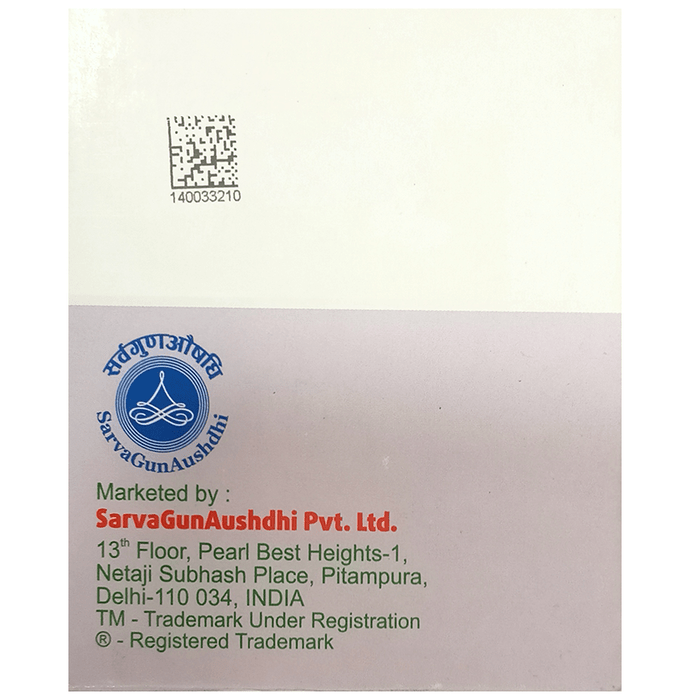 140033210
सर्वगुणऔषधि
SarvaGunAushdhi
Marketed by :
SarvaGunAushdhi Pvt. Ltd.
13th Floor, Pearl Best Heights-1,
Netaji Subhash Place, Pitampura,
Delhi-110 034, INDIA
TM - Trademark Under Registration
® - Registered Trademark